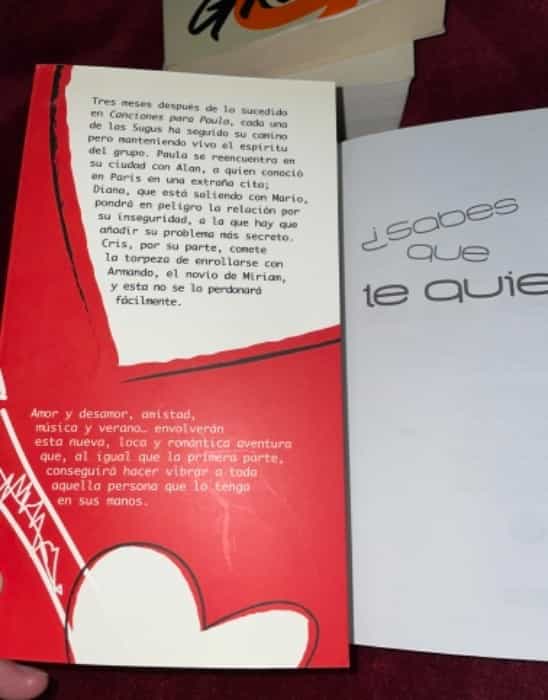 Tres meses después de lo sucedido
en Canciones para Paula, cada una
de las Sugus ha seguido su camino
pero manteniendo vivo el espíritu
del grupo. Paula se reencuentra en
su ciudad con Alan, a quien conoció
en París en una extraña cita;
Diana, que está saliendo con Mario,
pondrá en peligro la relación por
su inseguridad, a la que hay que
añadir su problema más secreto.
Cris, por su parte, comete
la torpeza de enrollarse con
Armando, el novio de Miriam,
y esta no se lo perdonará
fácilmente.
Amor y desamor, amistad,
música y verano… envolverán
esta nueva, loca y romántica aventura
que, al igual que la primera parte,
conseguirá hacer vibrar a toda
aquella persona que lo tenga
en sus manos.
¿Sabes
que
te quie